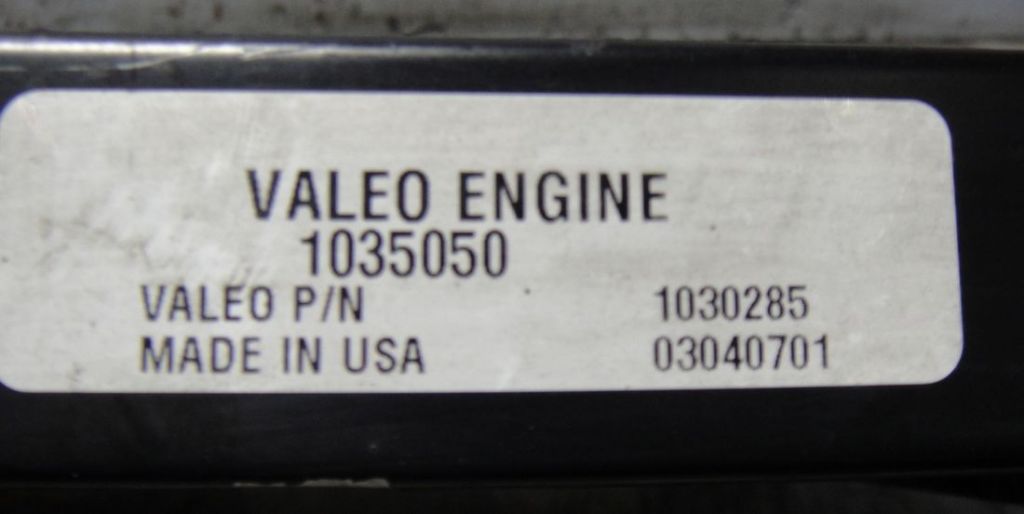 VALEO ENGINE
1035050
VALEO P/N 1030285
MADE IN USA 03040701